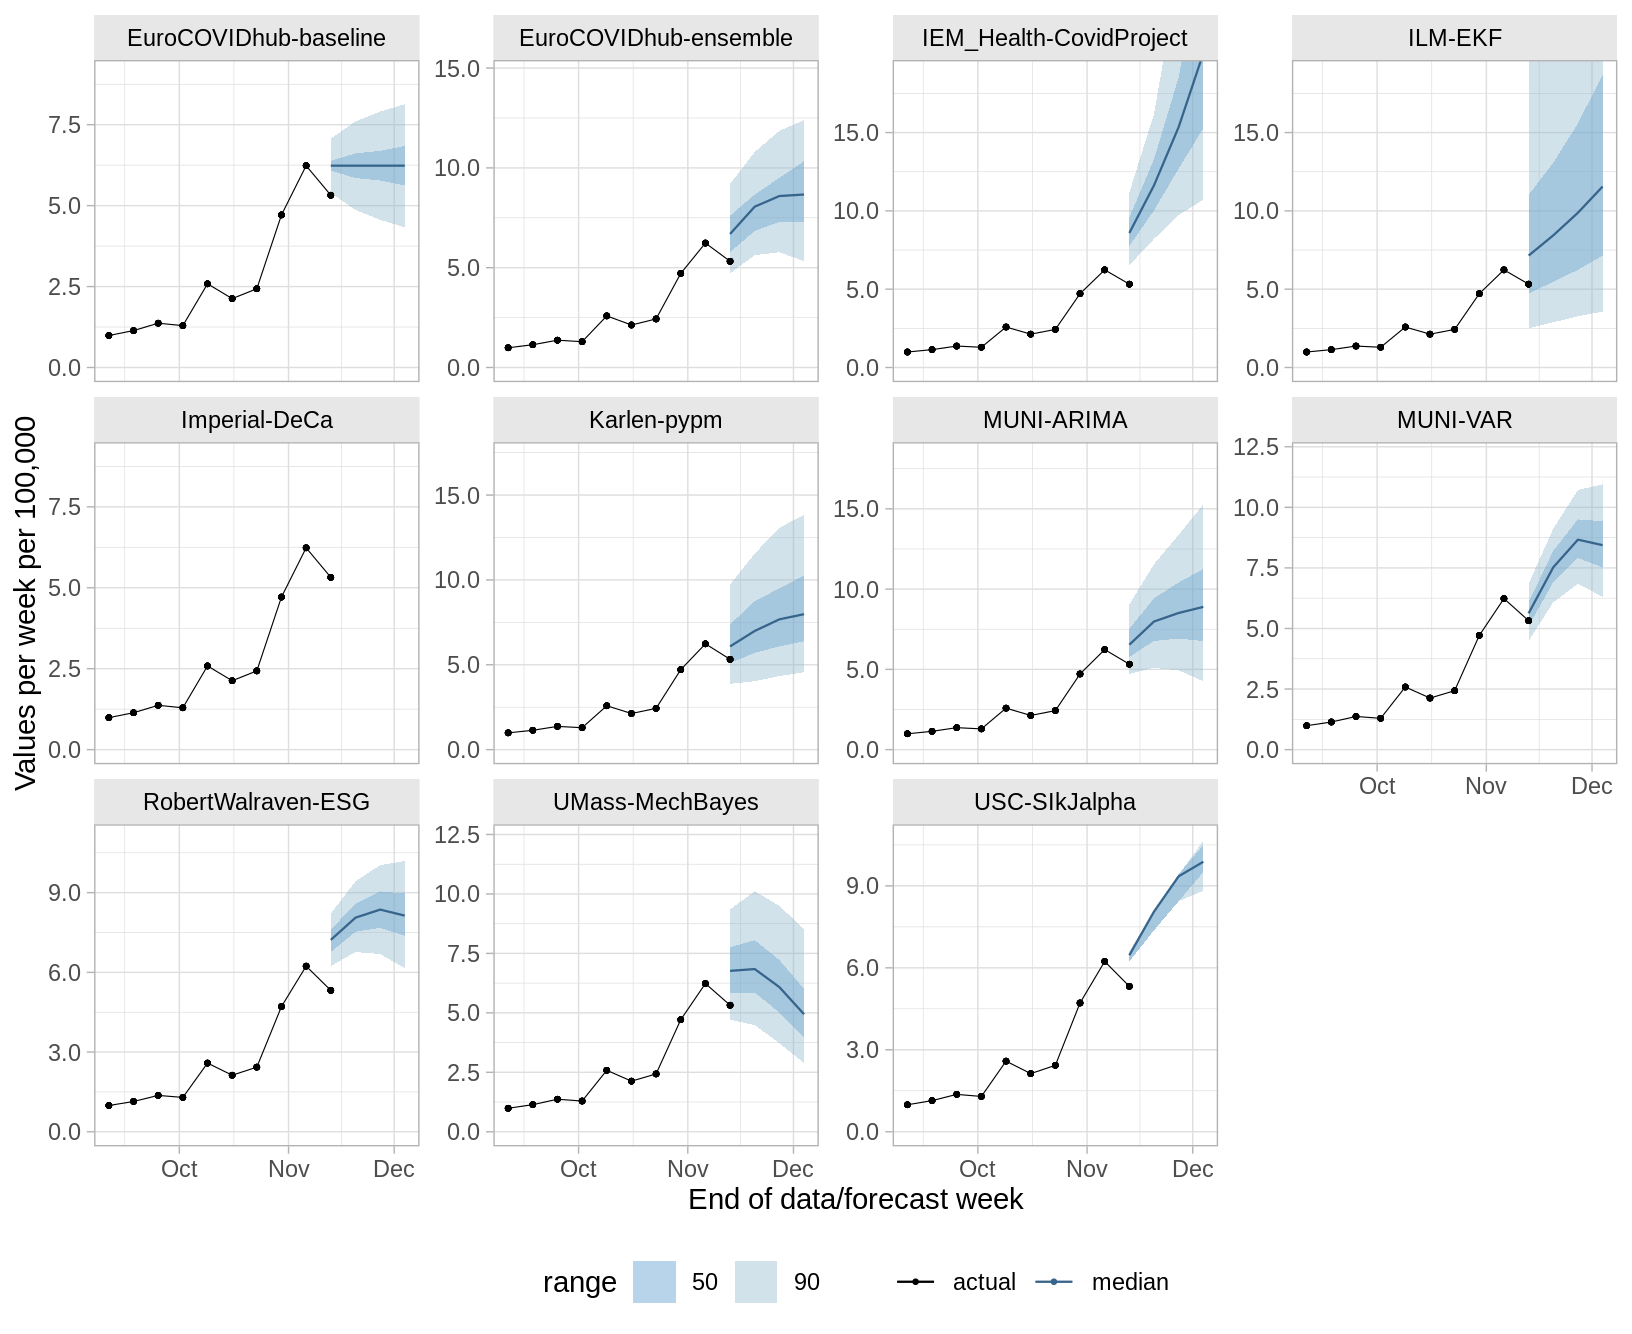 EuroCOVIDhub-baseline
EuroCOVIDhub-ensemble
IEM_Health-CovidProject
ILM-EKF
7.5
5.0
2.5
0.0
15.0
10.0
5.0
0.0
15.0
10.0
5.0
0.0
15.0
10.0
5.0
0.0
Imperial-DeCa
Karlen-pypm
MUNI-ARIMA
MUNI-VAR
7.5
5.0
2.5
0.0
15.0
10.0
5.0
0.0
15.0
10.0
5.0
0.0
12.5
10.0
7.5
5.0
2.5
0.0
Oct Nov Dec
RobertWalraven-ESG
UMass-MechBayes
USC-SIkJalpha
9.0
6.0
3.0
0.0
12.5
10.0
7.5
5.0
2.5
0.0
9.0
6.0
3.0
0.0
Oct Nov Dec
Oct Nov Dec
Oct Nov Dec
Values per week per 100,000
End of data/forecast week
range 50 90 actual median